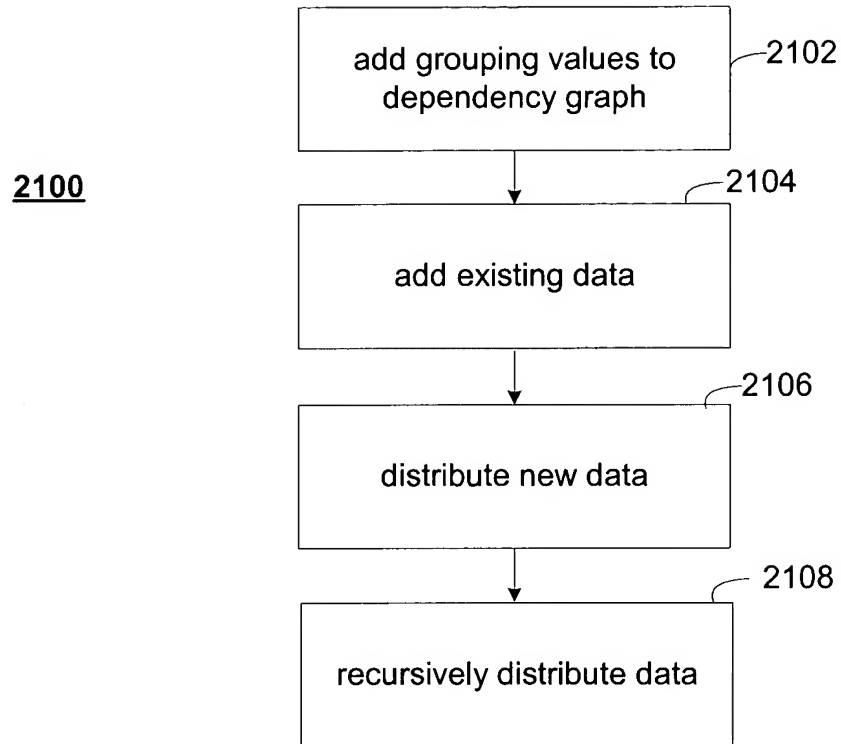 add grouping values to
dependency graph
2102
2100
2104
add existing data
2106
distribute new data
2108
recursively distribute data